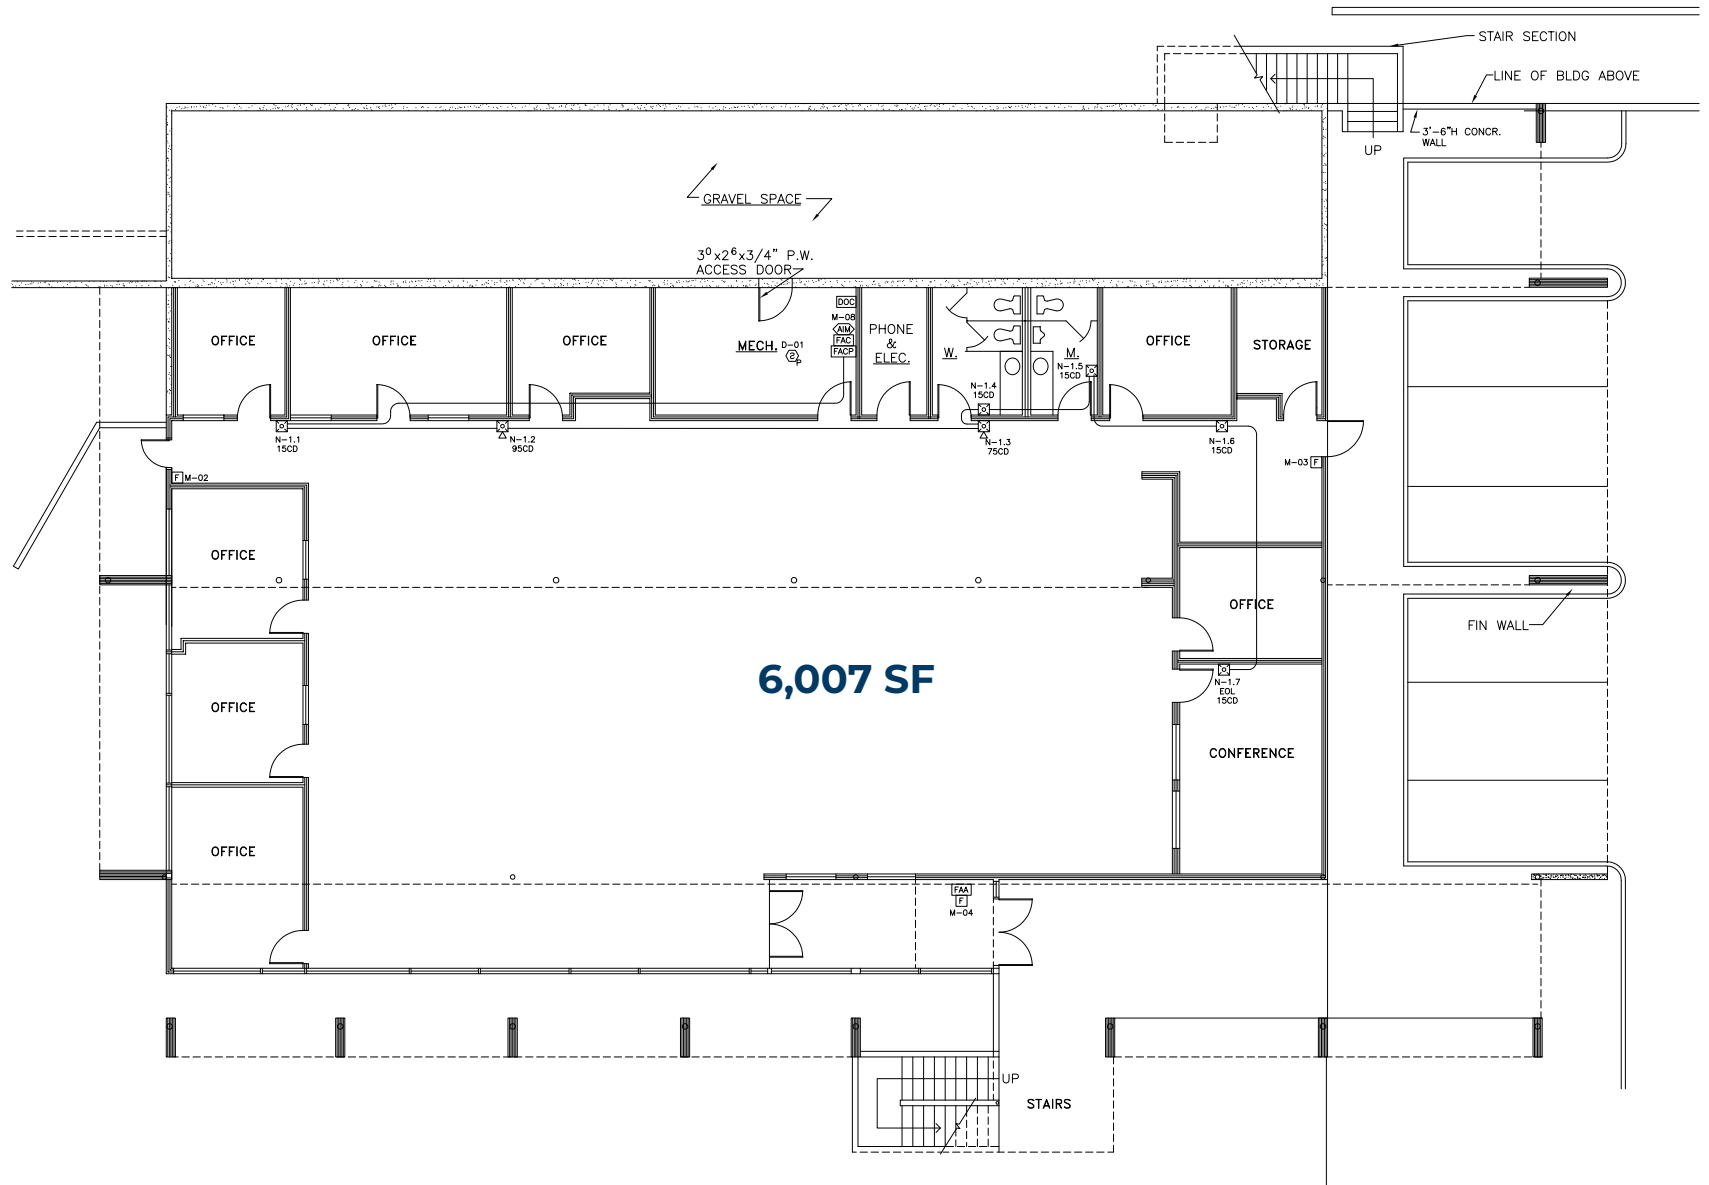 STAIR SECTION
LINE OF BLDG ABOVE
3'-6"H CONCR.
WALL
UP
GRAVEL SPACE
3⁰x2⁶x3/4" P.W.
ACCESS DOOR
OFFICE
OFFICE
OFFICE
MECH.
D-01
2
P
DOC
M-08
AIM
FAC
FACP
PHONE
&
ELEC.
W.
M.
OFFICE
STORAGE
N-1.5
15CD
N-1.4
15CD
N-1.1
15CD
N-1.2
95CD
N-1.3
75CD
N-1.6
15CD
M-03 F
F M-02
OFFICE
OFFICE
FIN WALL
6,007 SF
N-1.7
EOL
15CD
OFFICE
CONFERENCE
OFFICE
FAA
F
M-04
UP
STAIRS